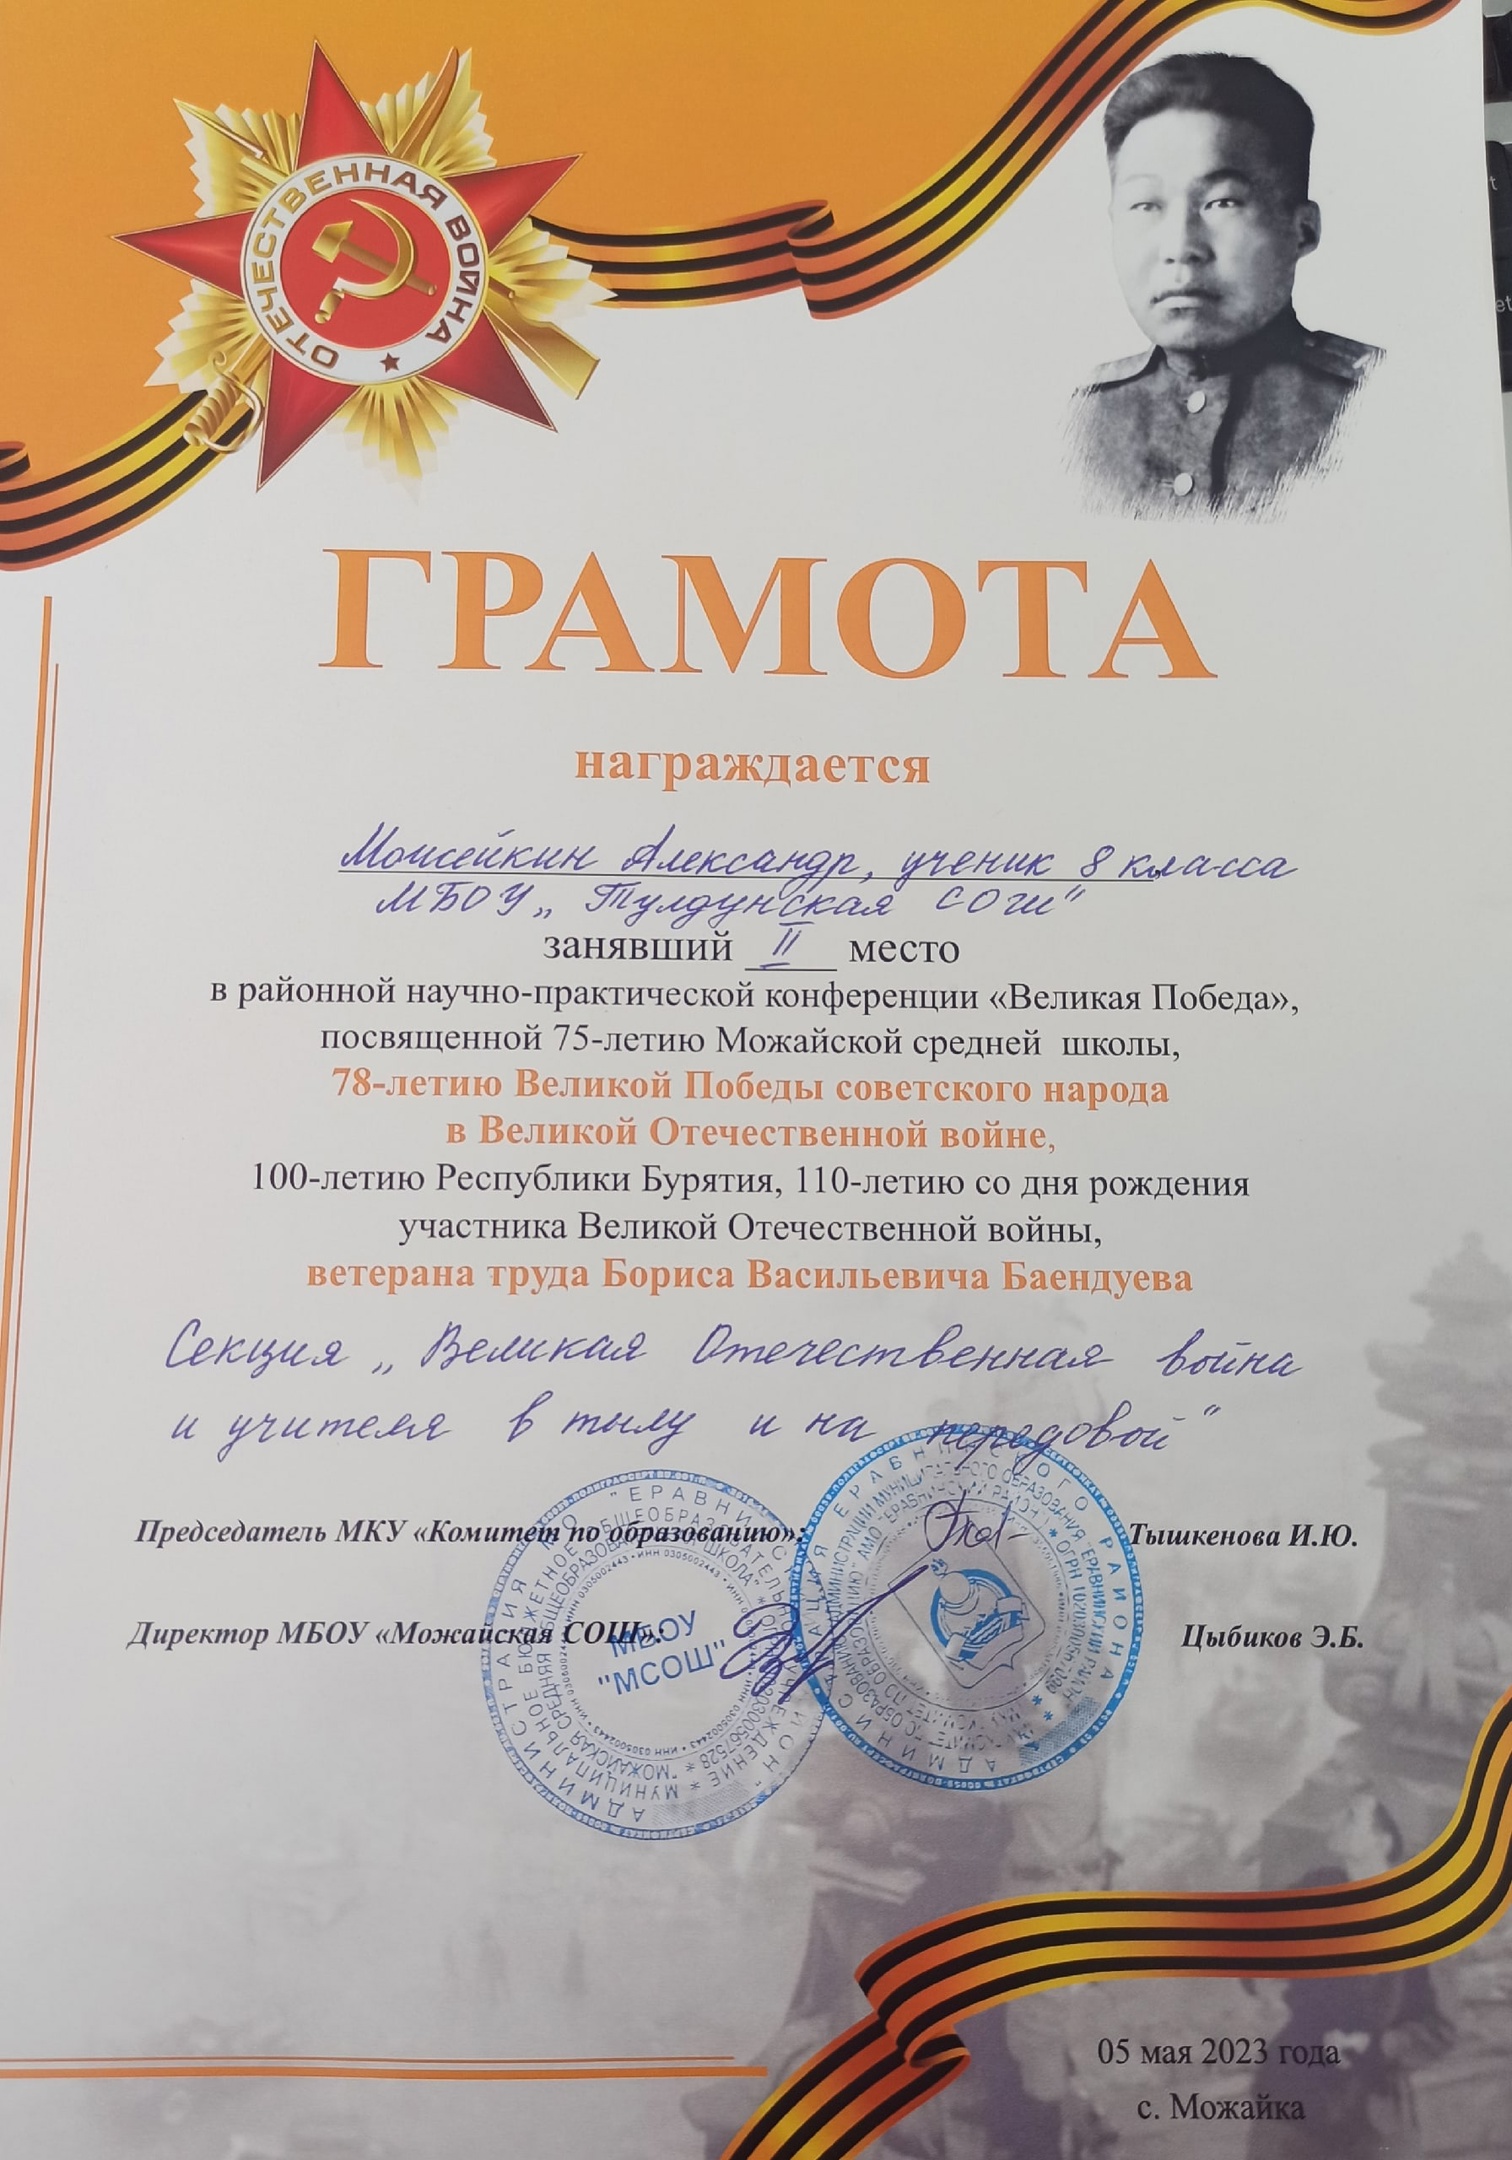 ОТЕЧЕСТВЕННАЯ ВОЙНА
ГРАМОТА
награждается
Моисейкин Александр, ученик 8 класса
МБОУ „Тулдунская СОШ"
занявший II место
в районной научно-практической конференции «Великая Победа»,
посвященной 75-летию Можайской средней школы,
78-летию Великой Победы советского народа
в Великой Отечественной войне,
100-летию Республики Бурятия, 110-летию со дня рождения
участника Великой Отечественной войны,
ветерана труда Бориса Васильевича Баендуева
Секция „Великая Отечественная война
и учителя в тылу и на передовой"
Председатель МКУ «Комитет по образованию»: Тышкенова И.Ю.
Директор МБОУ «Можайская СОШ»: Цыбиков Э.Б.
МБОУ
"МСОШ"
05 мая 2023 года
с. Можайка